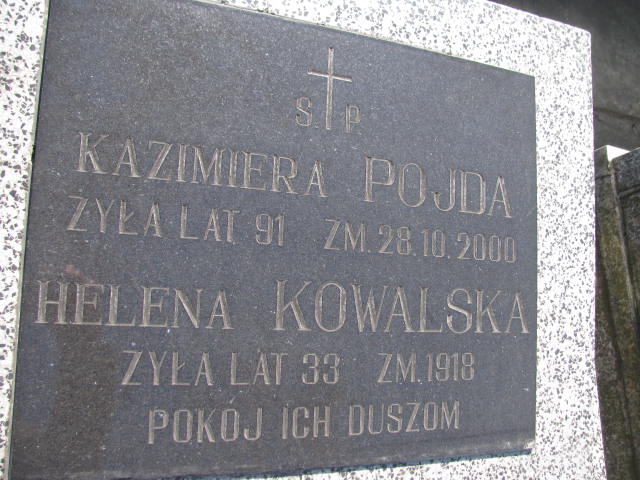 S. P.
KAZIMIERA POJDA
ŻYŁA LAT 91 ZM. 28.10.2000
HELENA KOWALSKA
ŻYŁA LAT 33 ZM. 1918
POKÓJ ICH DUSZOM